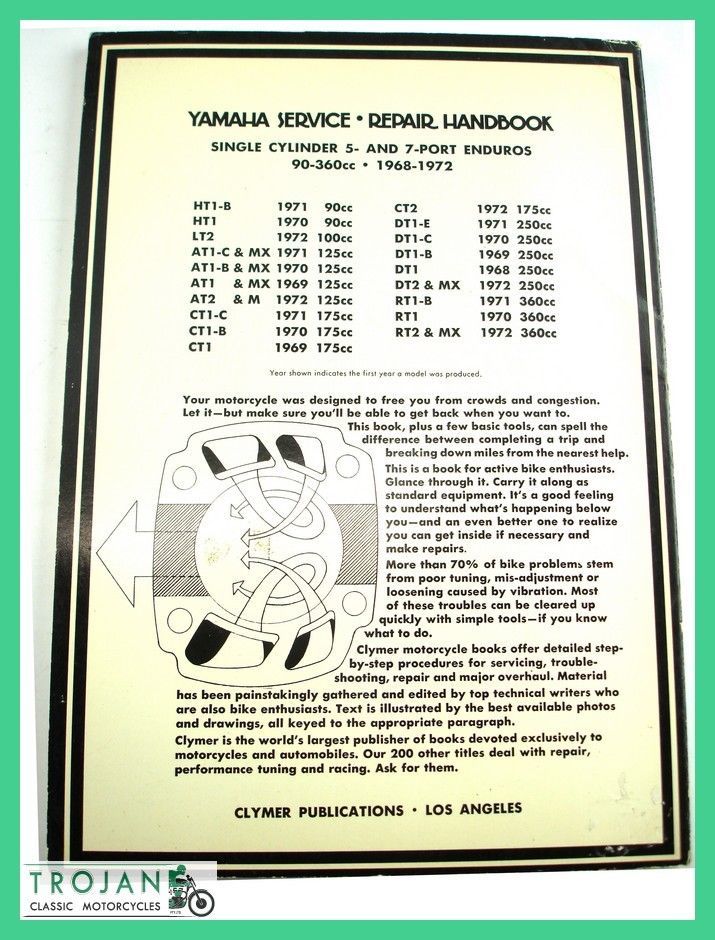 YAMAHA SERVICE • REPAIR HANDBOOK
SINGLE CYLINDER 5- AND 7-PORT ENDUROS
90-360cc • 1968-1972
HT1-B 1971 90cc
HT1 1970 90cc
LT2 1972 100cc
AT1-C & MX 1971 125cc
AT1-B & MX 1970 125cc
AT1 & MX 1969 125cc
AT2 & M 1972 125cc
CT1-C 1971 175cc
CT1-B 1970 175cc
CT1 1969 175cc
CT2 1972 175cc
DT1-E 1971 250cc
DT1-C 1970 250cc
DT1-B 1969 250cc
DT1 1968 250cc
DT2 & MX 1972 250cc
RT1-B 1971 360cc
RT1 1970 360cc
RT2 & MX 1972 360cc
Year shown indicates the first year a model was produced.
Your motorcycle was designed to free you from crowds and congestion.
Let it—but make sure you'll be able to get back when you want to.
This book, plus a few basic tools, can spell the
difference between completing a trip and
breaking down miles from the nearest help.
This is a book for active bike enthusiasts.
Glance through it. Carry it along as
standard equipment. It's a good feeling
to understand what's happening below
you—and an even better one to realize
you can get inside if necessary and
make repairs.
More than 70% of bike problems stem
from poor tuning, mis-adjustment or
loosening caused by vibration. Most
of these troubles can be cleared up
quickly with simple tools—if you know
what to do.
Clymer motorcycle books offer detailed step-
by-step procedures for servicing, trouble-
shooting, repair and major overhaul. Material
has been painstakingly gathered and edited by top technical writers who
are also bike enthusiasts. Text is illustrated by the best available photos
and drawings, all keyed to the appropriate paragraph.
Clymer is the world's largest publisher of books devoted exclusively to
motorcycles and automobiles. Our 200 other titles deal with repair,
performance tuning and racing. Ask for them.
CLYMER PUBLICATIONS • LOS ANGELES
TROJAN
CLASSIC MOTORCYCLES
PTY.LTD.